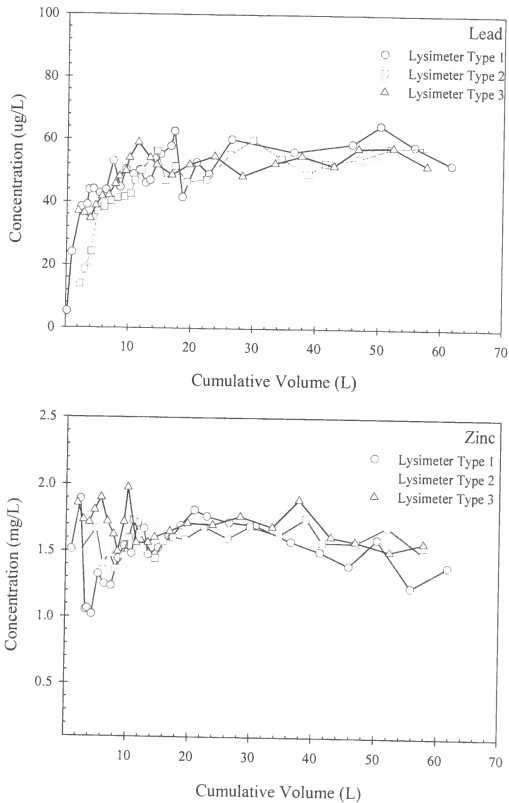 100
80
60
40
20
0
Concentration (ug/L)
Lead
Lysimeter Type 1
Lysimeter Type 2
Lysimeter Type 3
10 20 30 40 50 60 70
Cumulative Volume (L)
2.5
2.0
1.5
1.0
0.5
Concentration (mg/L)
Zinc
Lysimeter Type 1
Lysimeter Type 2
Lysimeter Type 3
10 20 30 40 50 60 70
Cumulative Volume (L)